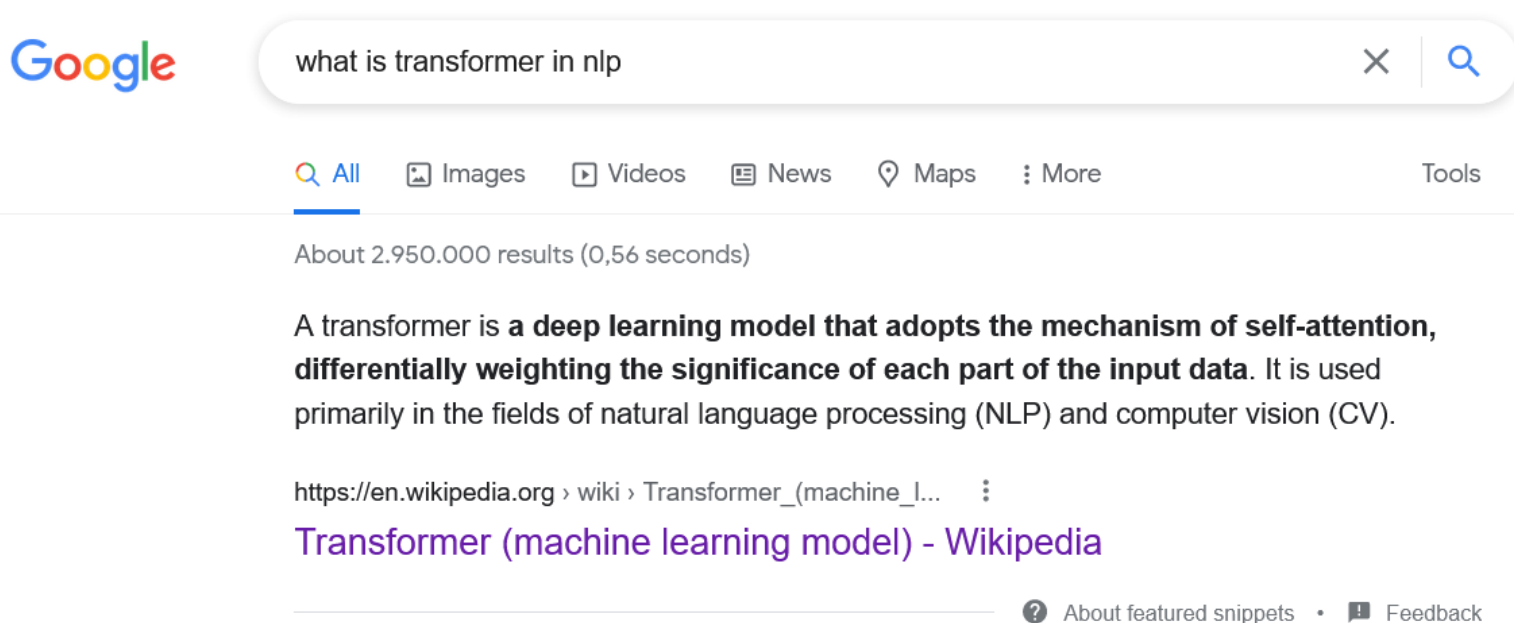 Google
what is transformer in nlp
All Images Videos News Maps More Tools
About 2.950.000 results (0,56 seconds)
A transformer is a deep learning model that adopts the mechanism of self-attention,
differentially weighting the significance of each part of the input data. It is used
primarily in the fields of natural language processing (NLP) and computer vision (CV).
https://en.wikipedia.org › wiki › Transformer_(machine_l...
Transformer (machine learning model) - Wikipedia
About featured snippets • Feedback